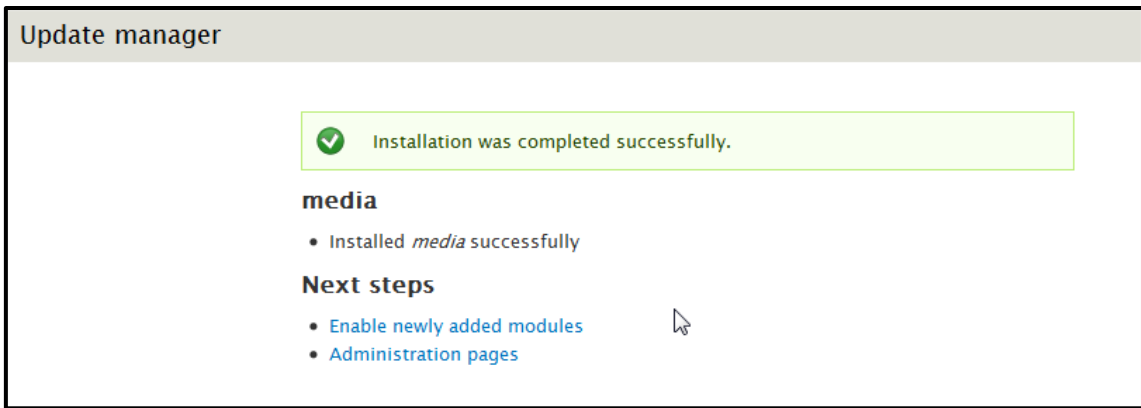 Update manager
Installation was completed successfully.
media
• Installed media successfully
Next steps
• Enable newly added modules
• Administration pages